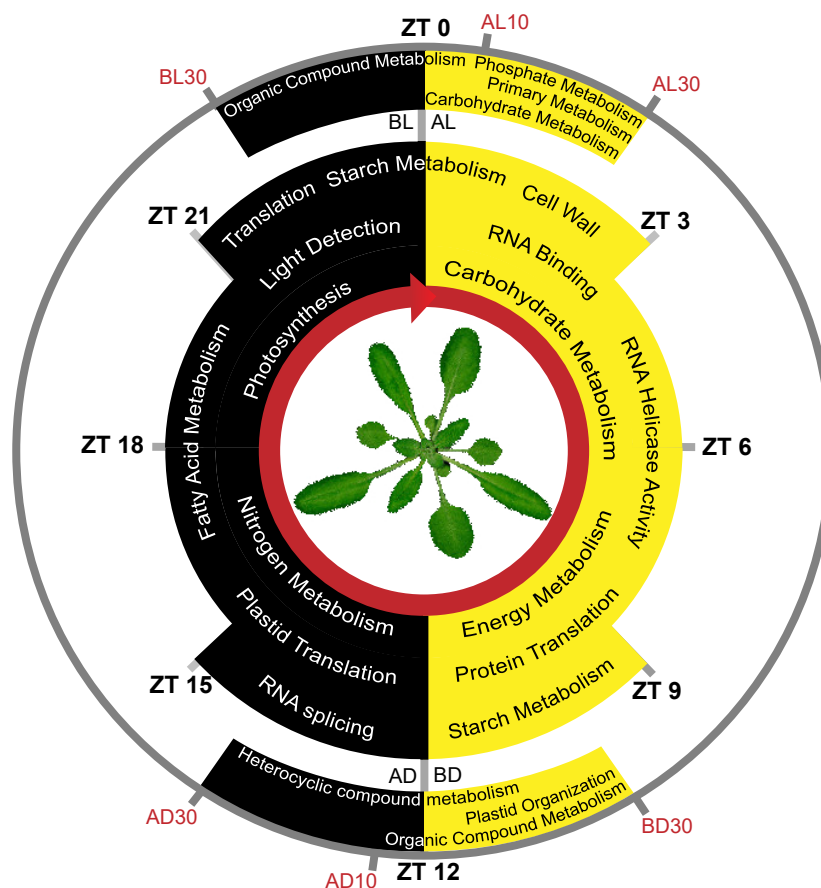 ZT 0
AL10
BL30
AL30
Organic Compound Metabolism
Phosphate Metabolism
Primary Metabolism
Carbohydrate Metabolism
BL
AL
Starch Metabolism
Translation
Cell Wall
ZT 21
ZT 3
Light Detection
RNA Binding
Carbohydrate Metabolism
Photosynthesis
Fatty Acid Metabolism
RNA Helicase Activity
ZT 18
ZT 6
Nitrogen Metabolism
Energy Metabolism
Plastid Translation
Protein Translation
ZT 15
ZT 9
RNA splicing
Starch Metabolism
AD
BD
Heterocyclic compound metabolism
Plastid Organization
Organic Compound Metabolism
AD30
BD30
AD10
ZT 12